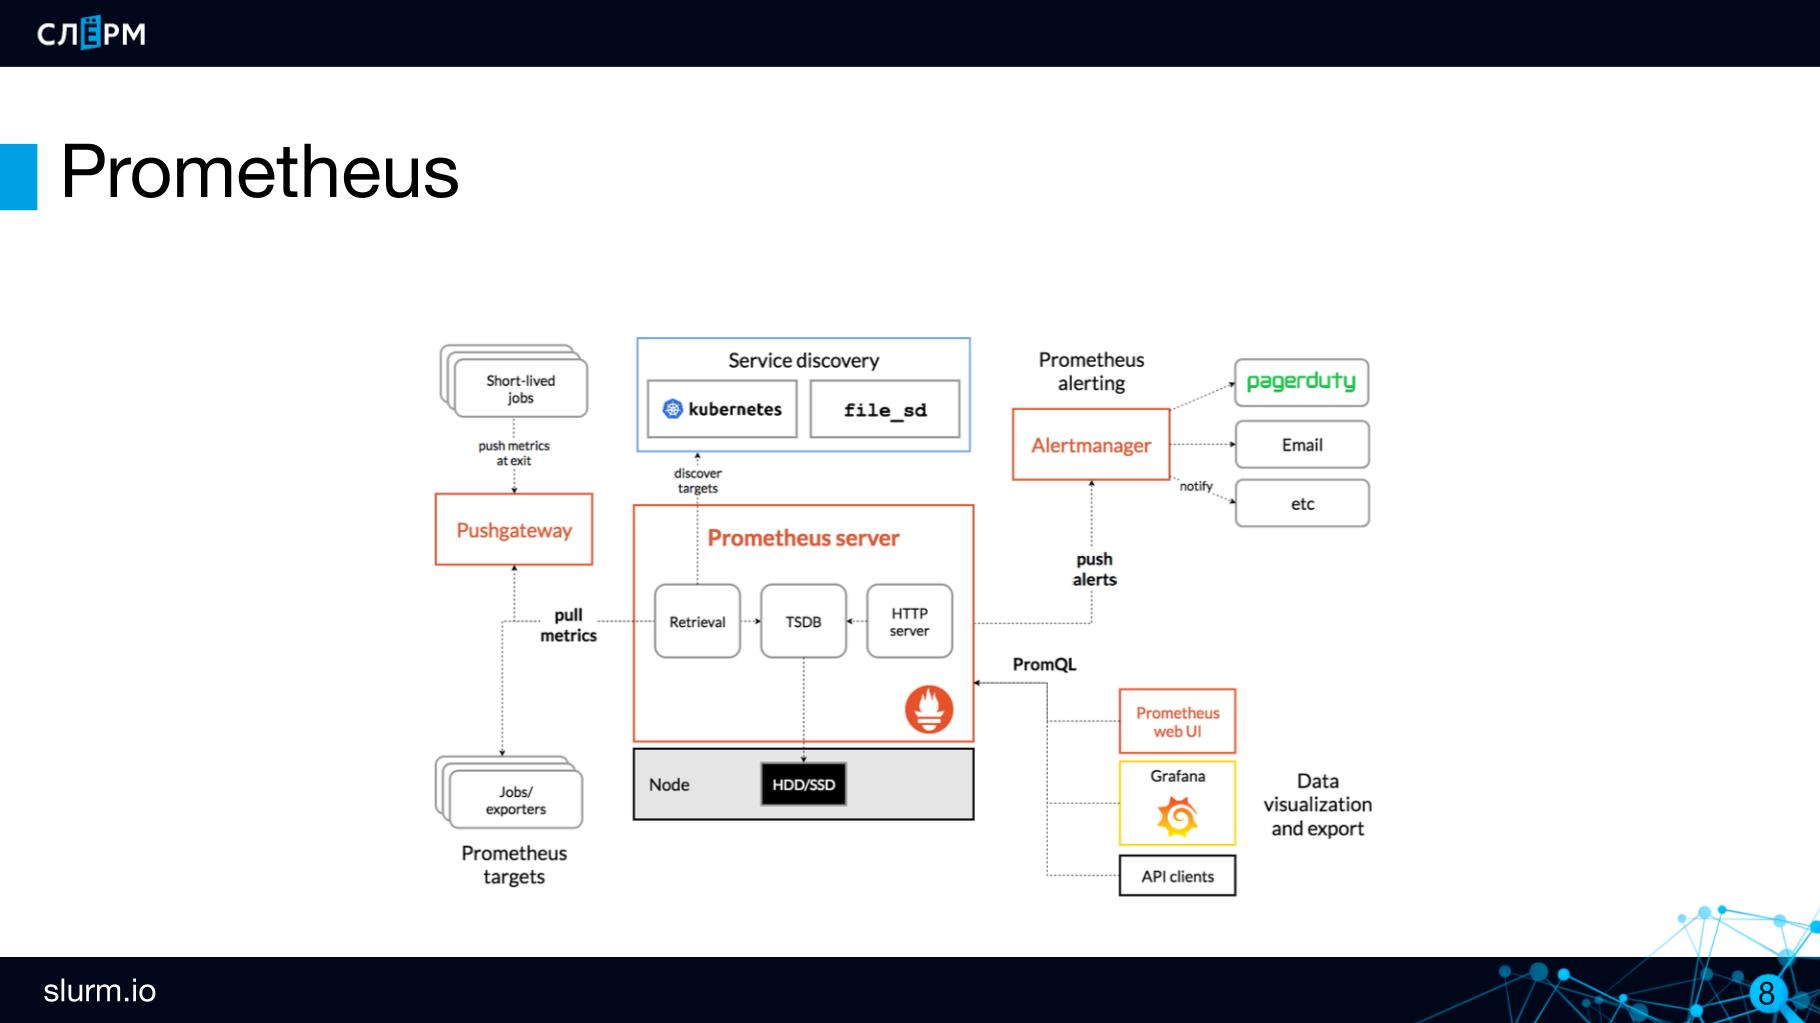 СЛЁРМ
Prometheus
Short-lived
jobs
push metrics
at exit
Pushgateway
pull
metrics
Jobs/
exporters
Prometheus
targets
Service discovery
kubernetes
file_sd
discover
targets
Prometheus server
Retrieval
TSDB
HTTP
server
Node
HDD/SSD
Prometheus
alerting
Alertmanager
pagerduty
Email
notify
etc
push
alerts
PromQL
Prometheus
web UI
Grafana
API clients
Data
visualization
and export
slurm.io
8